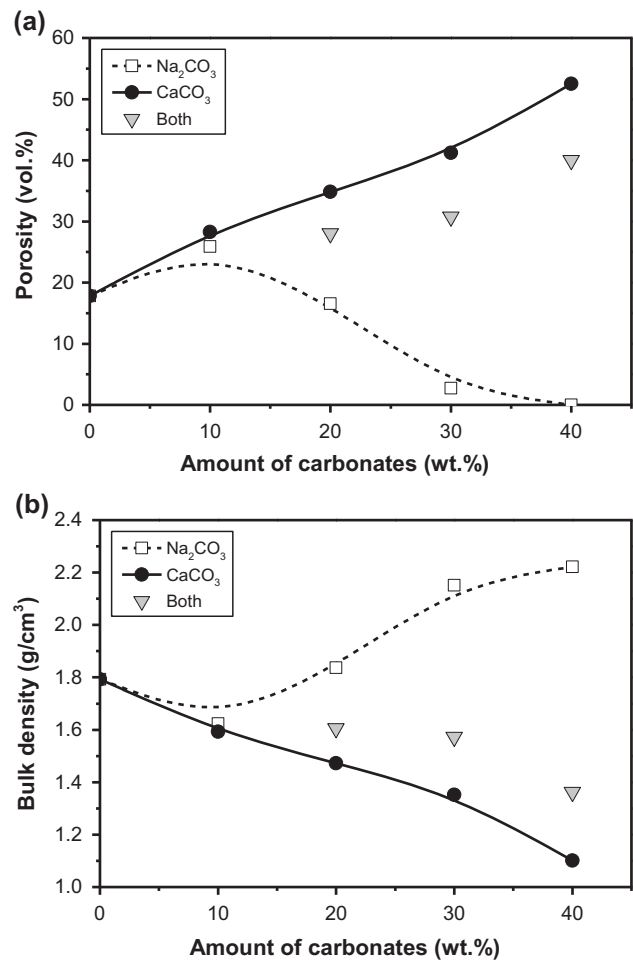 (a)
60
50
40
30
20
10
0
Porosity (vol.%)
Na₂CO₃
CaCO₃
Both
0 10 20 30 40
Amount of carbonates (wt.%)
(b)
2.4
2.2
2.0
1.8
1.6
1.4
1.2
1.0
Bulk density (g/cm³)
Na₂CO₃
CaCO₃
Both
0 10 20 30 40
Amount of carbonates (wt.%)